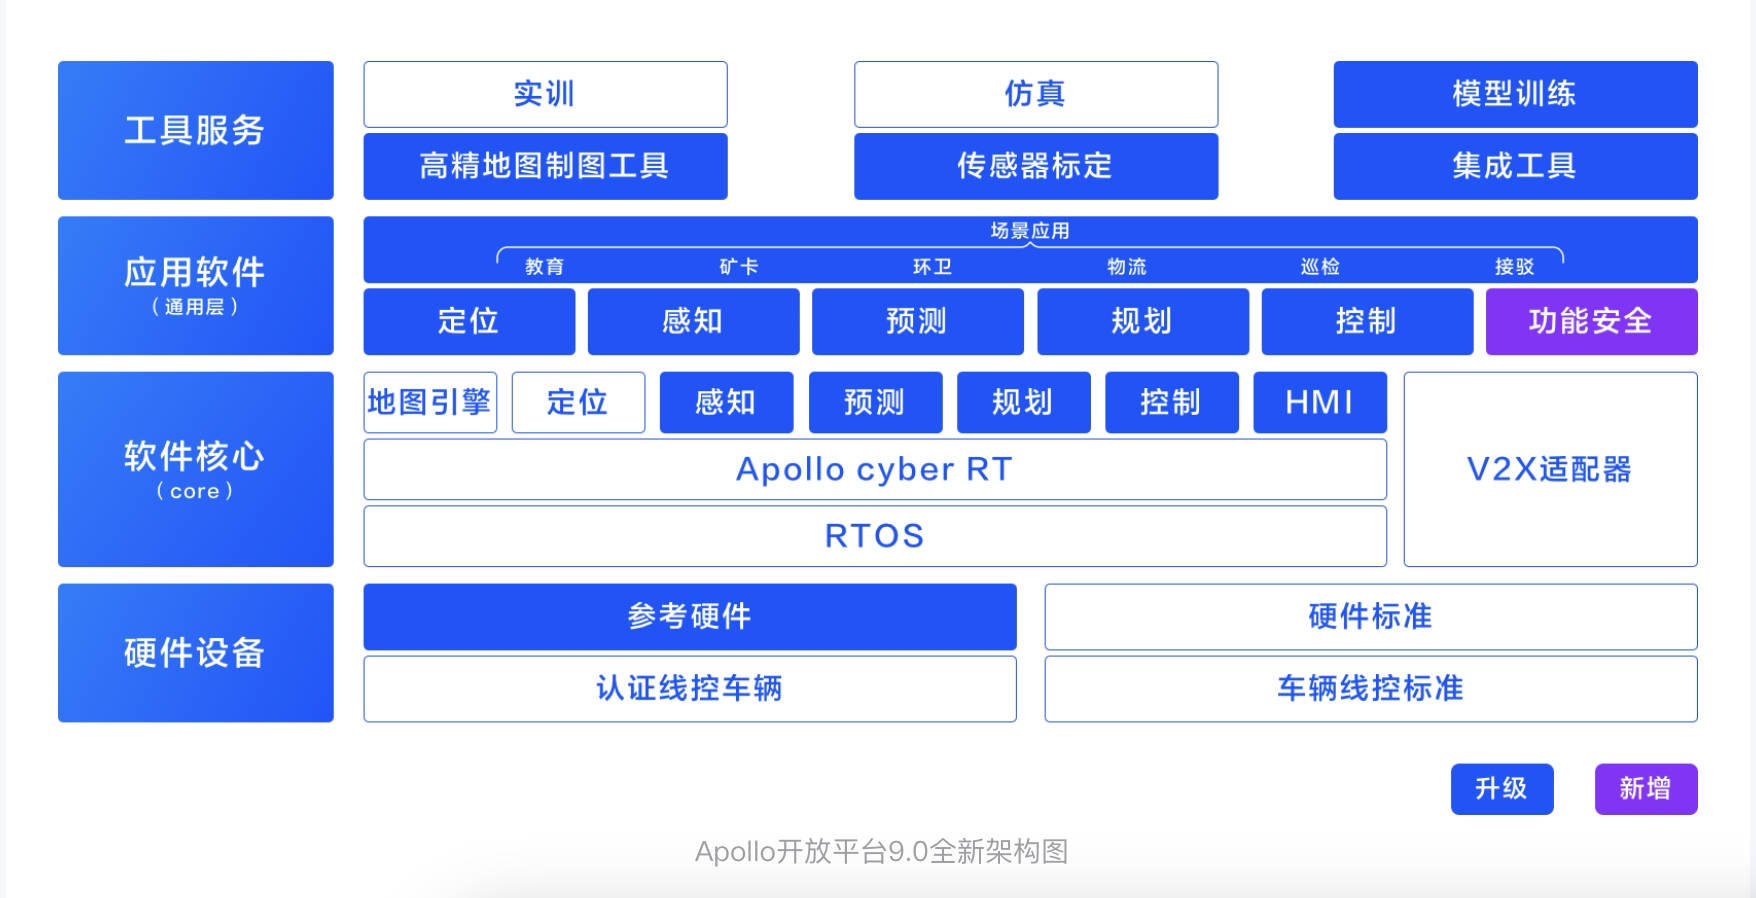 工具服务
实训
仿真
模型训练
高精地图制图工具
传感器标定
集成工具
应用软件
（通用层）
场景应用
教育
矿卡
环卫
物流
巡检
接驳
定位
感知
预测
规划
控制
功能安全
软件核心
（core）
地图引擎
定位
感知
预测
规划
控制
HMI
Apollo cyber RT
RTOS
V2X适配器
硬件设备
参考硬件
硬件标准
认证线控车辆
车辆线控标准
升级
新增
Apollo开放平台9.0全新架构图